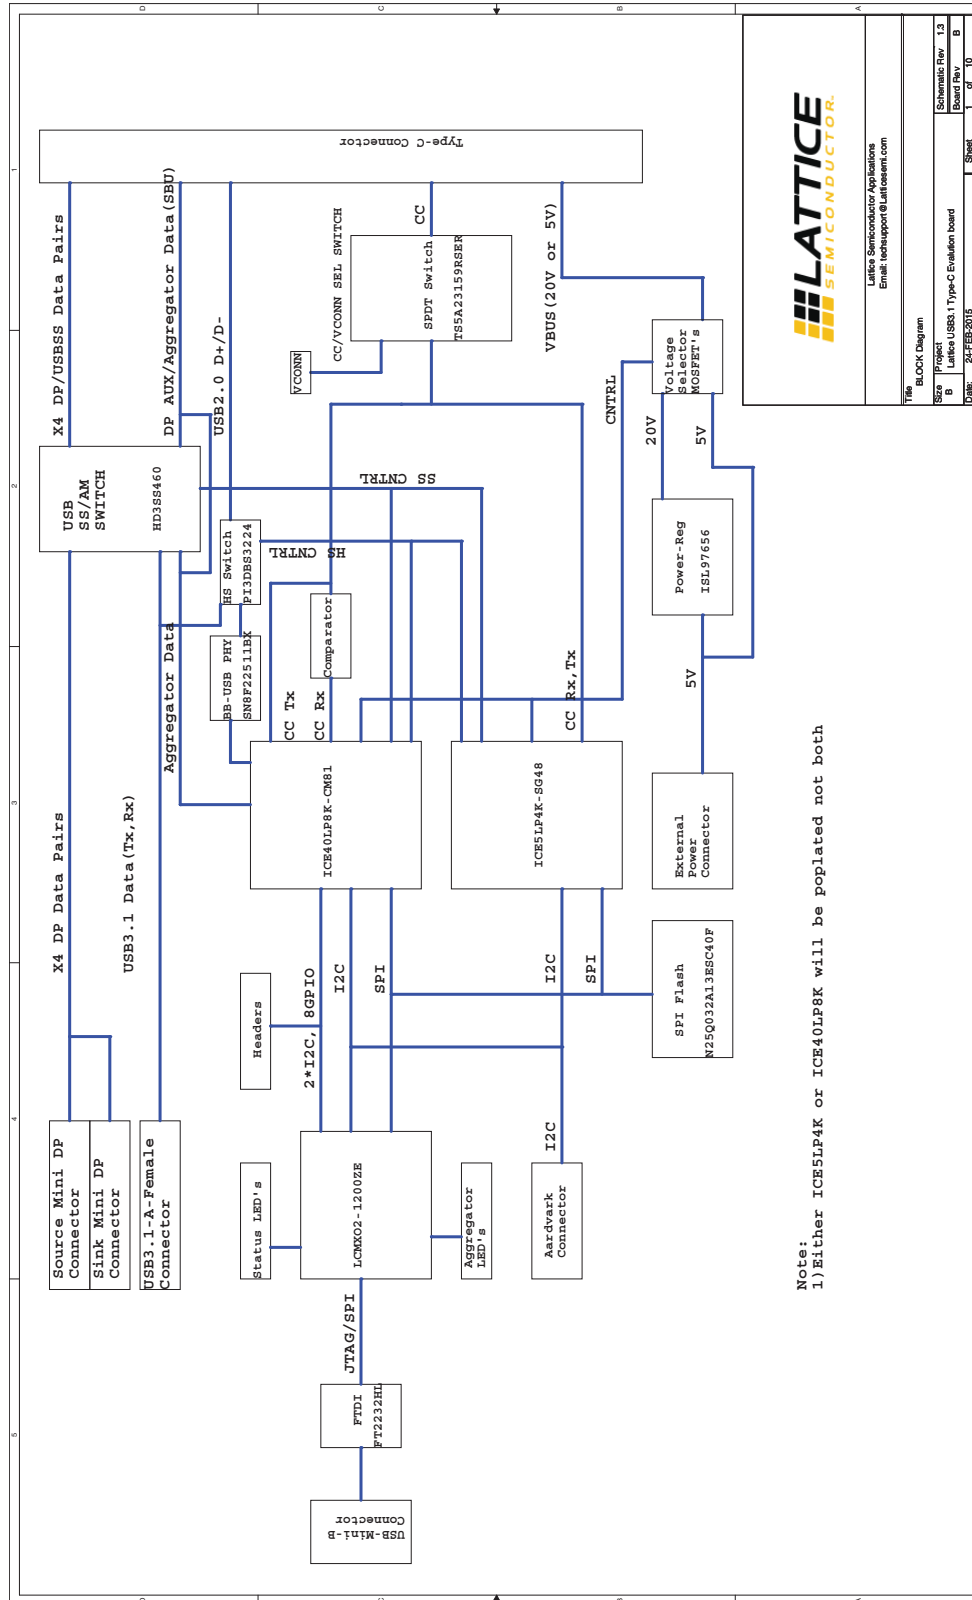 D
C
B
A
1
2
3
4
5
Type-C Connector
X4 DP/USBSS Data Pairs
DP AUX/Aggregator Data(SBU)
USB2.0 D+/D-
CC
VBUS(20V or 5V)
CC/VCONN SEL SWITCH
VCONN
SPDT Switch
TS5A23159RSER
USB
SS/AM
SWITCH
HD3SS460
SS CNTRL
HS CNTRL
HS Switch
PI3DBS3224
BB-USB PHY
SN8F22511BX
Comparator
Voltage
Selector
MOSFET's
CNTRL
20V
5V
Power-Reg
ISL97656
5V
External
Power
Connector
Aggregator Data
CC Tx
CC Rx
CC Rx,Tx
ICE40LP8K-CM81
ICE5LP4K-SG48
X4 DP Data Pairs
USB3.1 Data(Tx,Rx)
Source Mini DP
Connector
Sink Mini DP
Connector
USB3.1-A-Female
Connector
Headers
2*I2C, 8GPIO
I2C
SPI
I2C
SPI
SPI Flash
N25Q032A13ESC40F
Status LED's
LCMXO2-1200ZE
Aggregator
LED's
I2C
Aardvark
Connector
JTAG/SPI
FTDI
FT2232HL
USB-Mini-B
Connector
Note:
1)Either ICE5LP4K or ICE40LP8K will be poplated not both
LATTICE
SEMICONDUCTOR.
Lattice Semiconductor Applications
Email: techsupport@Latticesemi.com
Title
BLOCK Diagram
Size
B
Project
Lattice USB3.1 Type-C Evalution board
Schematic Rev 1.3
Board Rev B
Date: 24-FEB-2015
Sheet 1 of 10
D
C
B
A